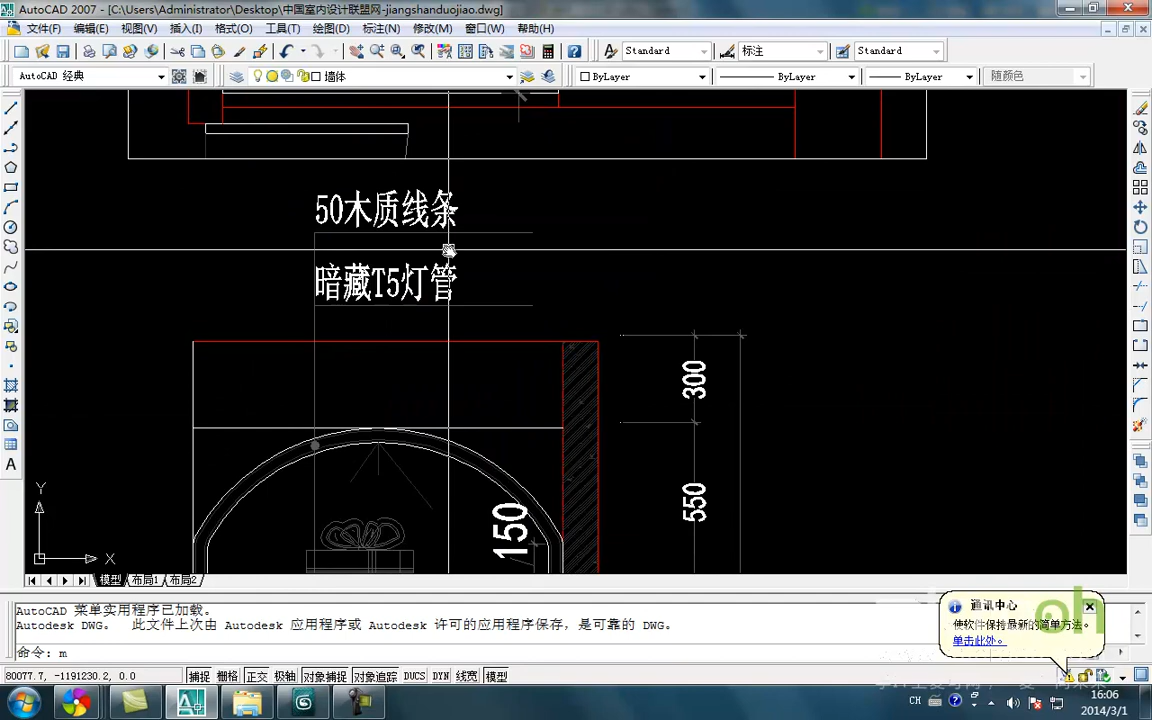 AutoCAD 2007 - [C:\Users\Administrator\Desktop\中国室内设计联盟网-jiangshanduojiao.dwg]
文件(F) 编辑(E) 视图(V) 插入(I) 格式(O) 工具(T) 绘图(D) 标注(N) 修改(M) 窗口(W) 帮助(H)
Standard 标注 Standard
AutoCAD 经典 墙体 ByLayer ByLayer ByLayer 随颜色
50木质线条
暗藏T5灯管
300
550
150
Y
X
模型 布局1 布局2
AutoCAD 菜单实用程序已加载。
Autodesk DWG。 此文件上次由 Autodesk 应用程序或 Autodesk 许可的应用程序保存，是可靠的 DWG。
命令: m
通讯中心
使软件保持最新的简单方法。
单击此处。
oh
80077.7, -1191230.2, 0.0 捕捉 栅格 正交 极轴 对象捕捉 对象追踪 DUCS DYN 线宽 模型
CH
16:06
2014/3/1